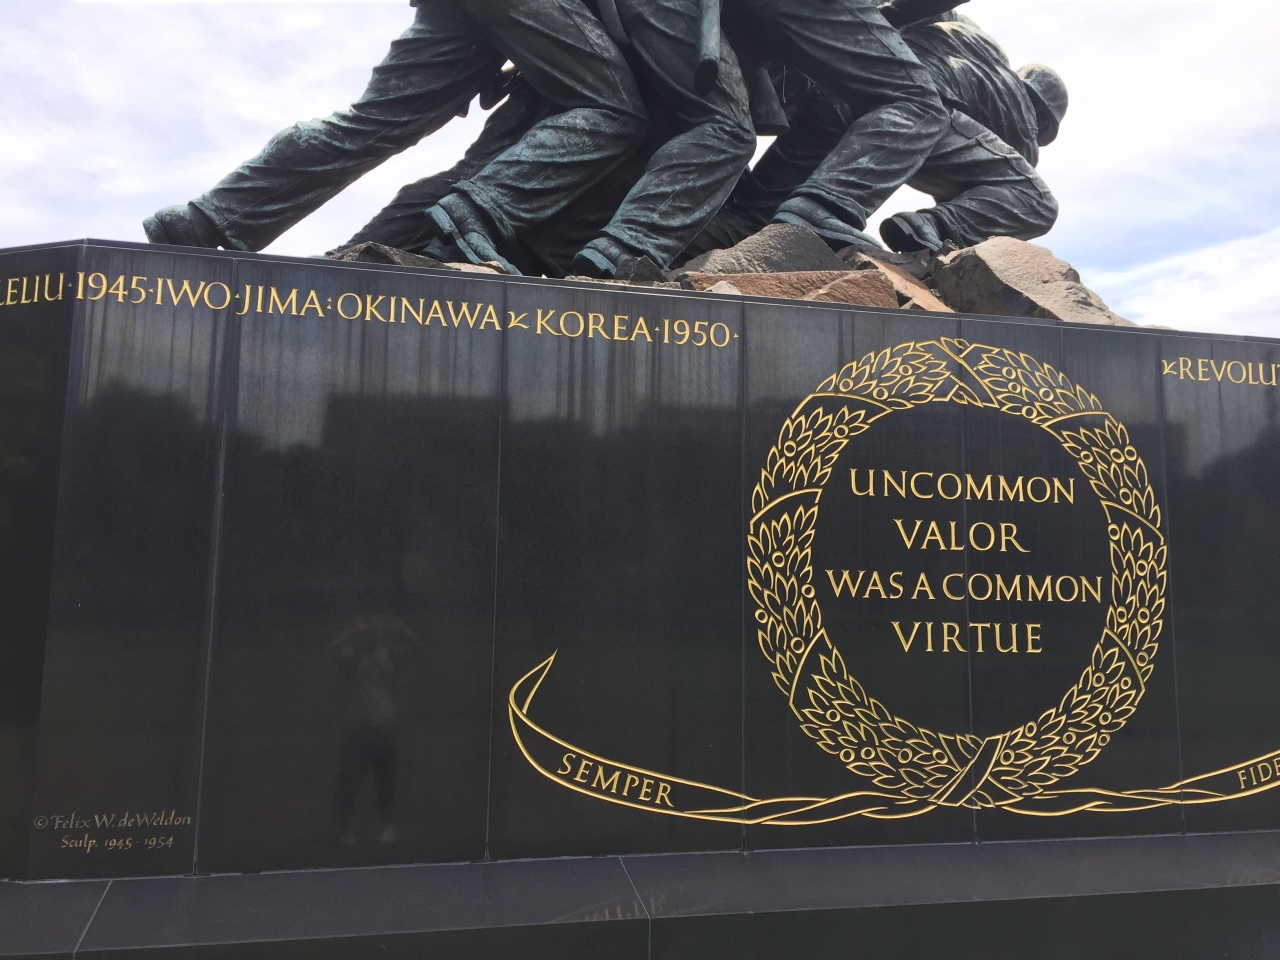 LELIU · 1945 · IWO · JIMA : OKINAWA KOREA · 1950 ·
REVOLUT
UNCOMMON
VALOR
WAS A COMMON
VIRTUE
SEMPER
FIDE
© Felix W. de Weldon
Sculp. 1945 - 1954